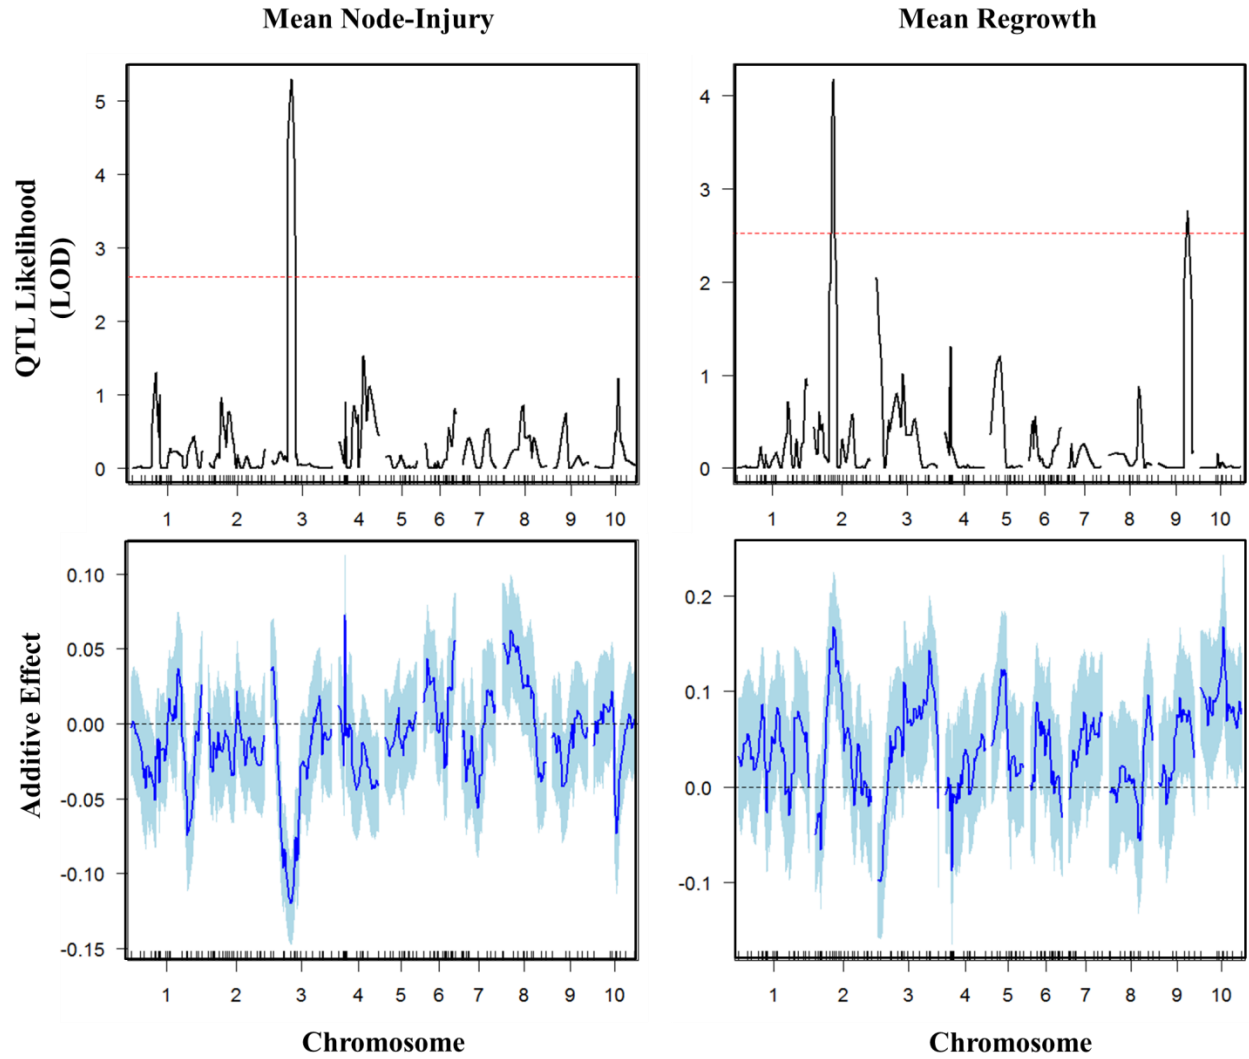 Mean Node-Injury
Mean Regrowth
QTL Likelihood
(LOD)
5
4
3
2
1
0
1 2 3 4 5 6 7 8 9 10
4
3
2
1
0
1 2 3 4 5 6 7 8 9 10
Additive Effect
0.10
0.05
0.00
-0.05
-0.10
-0.15
1 2 3 4 5 6 7 8 9 10
0.2
0.1
0.0
-0.1
1 2 3 4 5 6 7 8 9 10
Chromosome
Chromosome